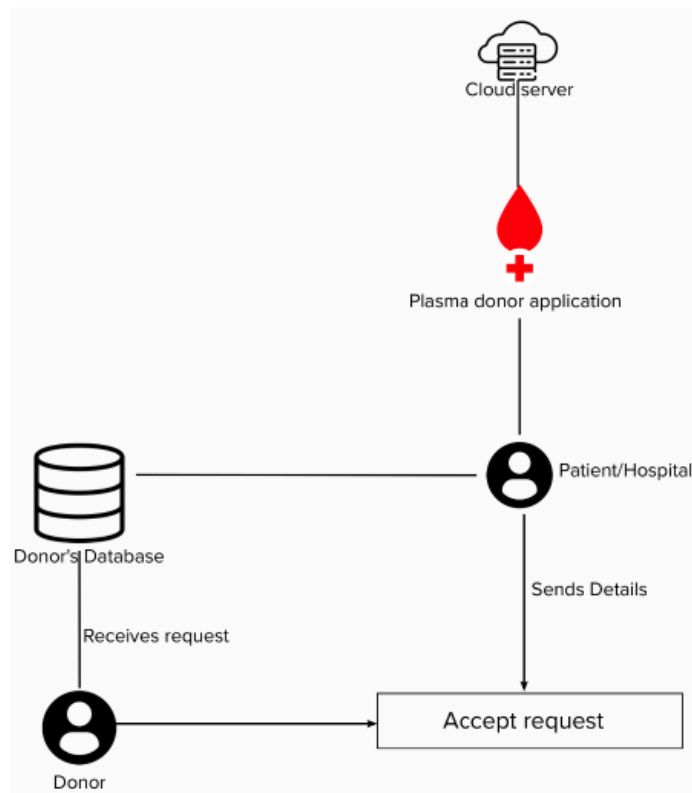 Cloud server
Plasma donor application
Patient/Hospital
Donor's Database
Sends Details
Receives request
Accept request
Donor